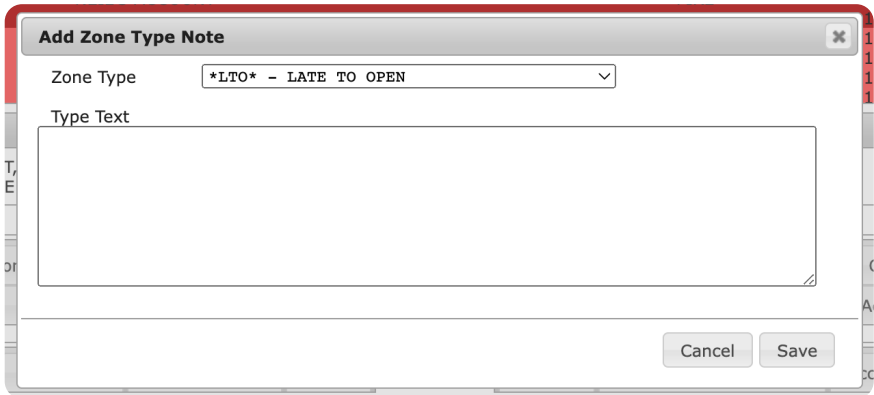 Add Zone Type Note
Zone Type
*LTO* - LATE TO OPEN
Type Text
Cancel
Save